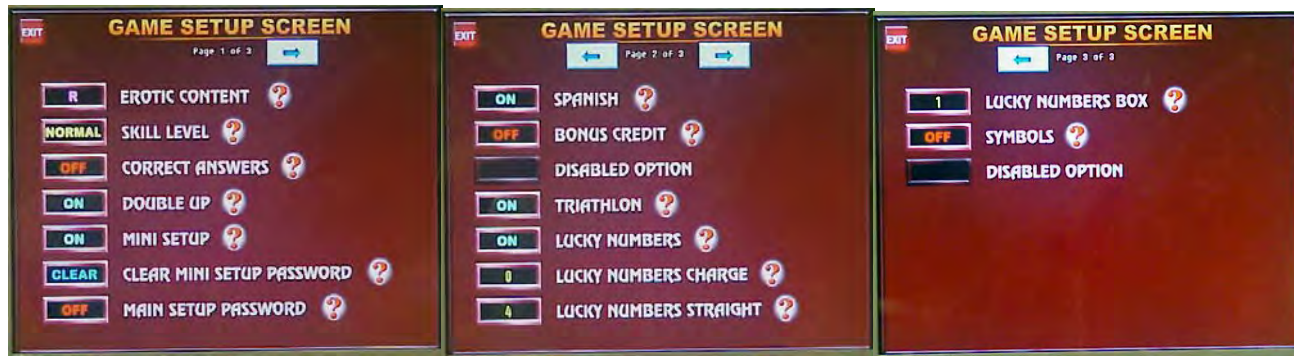 EXIT
GAME SETUP SCREEN
Page 1 of 3
R EROTIC CONTENT ?
NORMAL SKILL LEVEL ?
OFF CORRECT ANSWERS ?
ON DOUBLE UP ?
ON MINI SETUP ?
CLEAR CLEAR MINI SETUP PASSWORD ?
OFF MAIN SETUP PASSWORD ?
EXIT
GAME SETUP SCREEN
Page 2 of 3
ON SPANISH ?
OFF BONUS CREDIT ?
DISABLED OPTION
ON TRIATHLON ?
ON LUCKY NUMBERS ?
0 LUCKY NUMBERS CHARGE ?
4 LUCKY NUMBERS STRAIGHT ?
EXIT
GAME SETUP SCREEN
Page 3 of 3
1 LUCKY NUMBERS BOX ?
OFF SYMBOLS ?
DISABLED OPTION